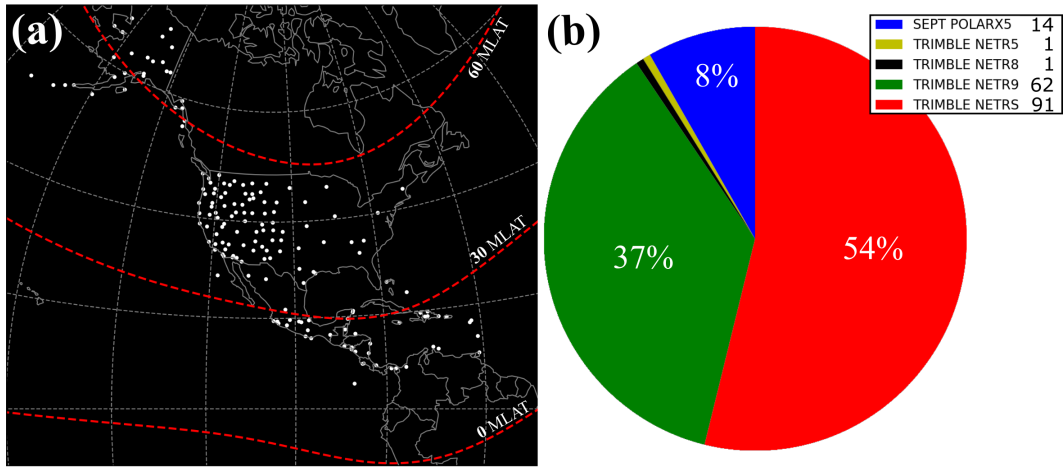 (a)
60 MLAT
30 MLAT
0 MLAT
(b)
SEPT POLARX5 14
TRIMBLE NETR5 1
TRIMBLE NETR8 1
TRIMBLE NETR9 62
TRIMBLE NETRS 91
8%
37%
54%